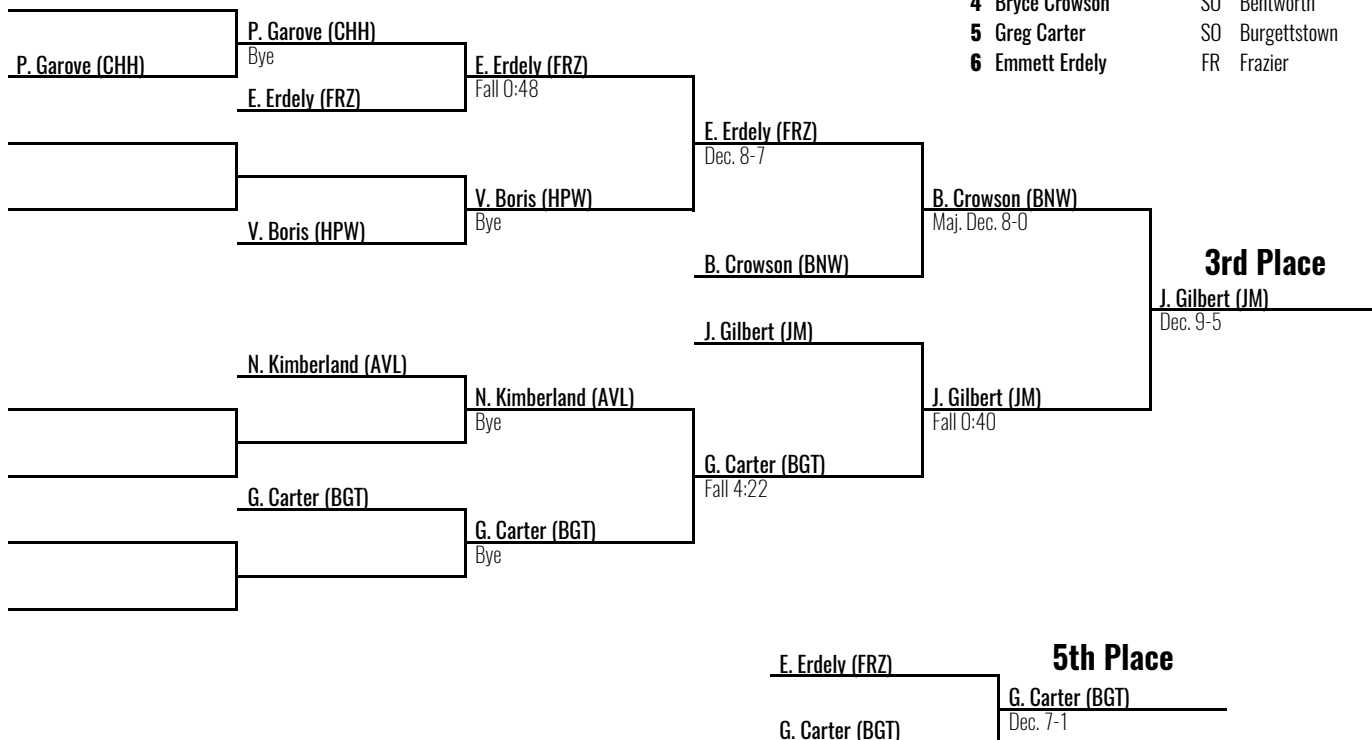 4 Bryce Crowson SO Bentworth
5 Greg Carter SO Burgettstown
6 Emmett Erdely FR Frazier
P. Garove (CHH)
P. Garove (CHH)
Bye
E. Erdely (FRZ)
E. Erdely (FRZ)
Fall 0:48
V. Boris (HPW)
V. Boris (HPW)
Bye
E. Erdely (FRZ)
Dec. 8-7
B. Crowson (BNW)
B. Crowson (BNW)
Maj. Dec. 8-0
3rd Place
J. Gilbert (JM)
Dec. 9-5
J. Gilbert (JM)
J. Gilbert (JM)
Fall 0:40
N. Kimberland (AVL)
N. Kimberland (AVL)
Bye
G. Carter (BGT)
Fall 4:22
G. Carter (BGT)
G. Carter (BGT)
Bye
5th Place
E. Erdely (FRZ)
G. Carter (BGT)
Dec. 7-1
G. Carter (BGT)